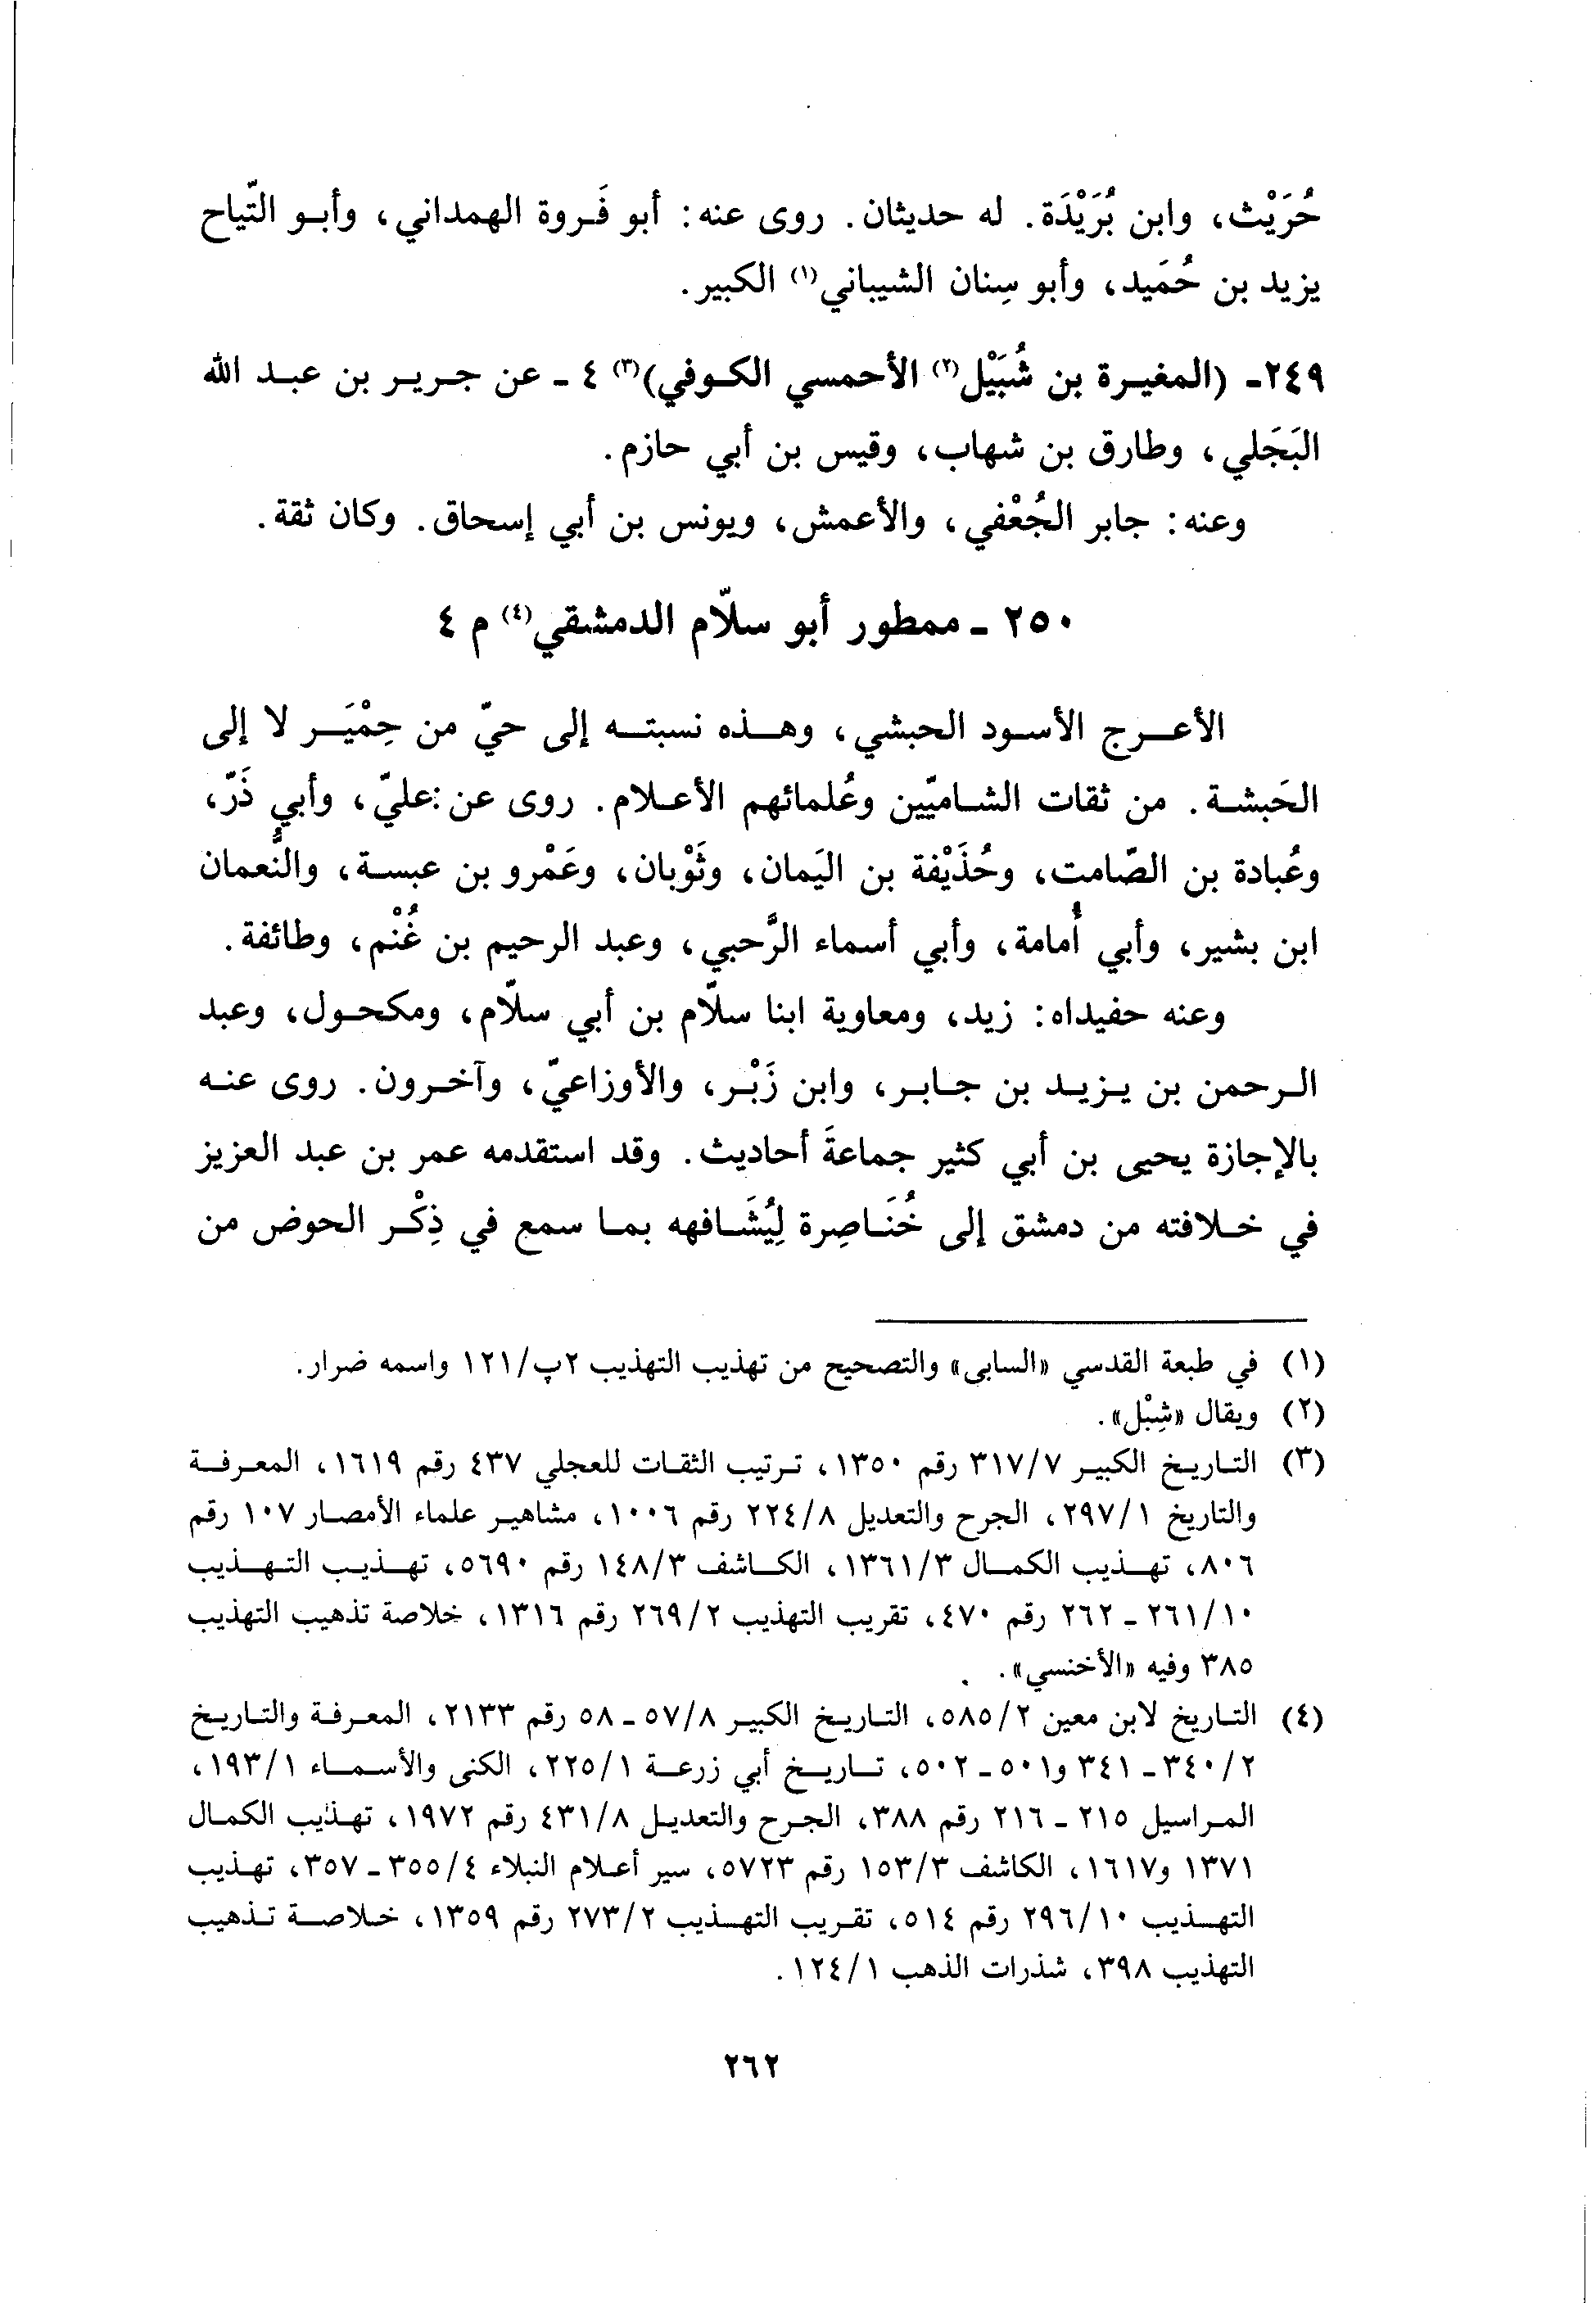 حُرَيْث، وابن بُرَيْدَة. له حديثان. روى عنه: أبو فَروة الهمداني، وأبو التّياح
يزيد بن حُمَيد، وأبو سِنان الشيباني(١) الكبير.
٢٤٩- (المغيرة بن شُبَيْل(٢) الأحمسي الكوفي)(٣) ٤ - عن جرير بن عبد الله
البَجَلي، وطارق بن شهاب، وقيس بن أبي حازم.
وعنه: جابر الجُعْفي، والأعمش، ويونس بن أبي إسحاق. وكان ثقة.
٢٥٠ - ممطور أبو سلاّم الدمشقي(٤) م ٤
الأعرج الأسود الحبشي، وهذه نسبته إلى حيّ من حِمْيَر لا إلى
الحَبشة. من ثقات الشاميّين وعُلمائهم الأعلام. روى عن: عليّ، وأبي ذَرّ،
وعُبادة بن الصّامت، وحُذَيْفة بن اليَمان، وثَوْبان، وعَمْرو بن عبسة، والنُّعمان
ابن بشير، وأبي أُمامة، وأبي أسماء الرَّحبي، وعبد الرحيم بن غُنْم، وطائفة.
وعنه حفيداه: زيد، ومعاوية ابنا سلاّم بن أبي سلاّم، ومكحول، وعبد
الرحمن بن يزيد بن جابر، وابن زَبْر، والأوزاعيّ، وآخرون. روى عنه
بالإجازة يحيى بن أبي كثير جماعةَ أحاديث. وقد استقدمه عمر بن عبد العزيز
في خلافته من دمشق إلى خُنَاصِرة لِيُشَافهه بما سمع في ذِكْر الحوض من
(١) في طبعة القدسي «السابى» والتصحيح من تهذيب التهذيب ٢پ/١٢١ واسمه ضرار.
(٢) ويقال «شِبْل».
(٣) التاريخ الكبير ٣١٧/٧ رقم ١٣٥٠، ترتيب الثقات للعجلي ٤٣٧ رقم ١٦١٩، المعرفة
والتاريخ ٢٩٧/١، الجرح والتعديل ٢٢٤/٨ رقم ١٠٠٦، مشاهير علماء الأمصار ١٠٧ رقم
٨٠٦، تهذيب الكمال ١٣٦١/٣، الكاشف ١٤٨/٣ رقم ٥٦٩٠، تهذيب التهذيب
٢٦١/١٠ - ٢٦٢ رقم ٤٧٠، تقريب التهذيب ٢٦٩/٢ رقم ١٣١٦، خلاصة تذهيب التهذيب
٣٨٥ وفيه «الأخنسي».
(٤) التاريخ لابن معين ٥٨٥/٢، التاريخ الكبير ٥٧/٨ - ٥٨ رقم ٢١٣٣، المعرفة والتاريخ
٣٤٠/٢ - ٣٤١ و٥٠١ - ٥٠٢، تاريخ أبي زرعة ٢٢٥/١، الكنى والأسماء ١٩٣/١،
المراسيل ٢١٥ - ٢١٦ رقم ٣٨٨، الجرح والتعديل ٤٣١/٨ رقم ١٩٧٢، تهذيب الكمال
١٣٧١ و١٦١٧، الكاشف ١٥٣/٣ رقم ٥٧٢٣، سير أعلام النبلاء ٣٥٥/٤ - ٣٥٧، تهذيب
التهذيب ٢٩٦/١٠ رقم ٥١٤، تقريب التهذيب ٢٧٣/٢ رقم ١٣٥٩، خلاصة تذهيب
التهذيب ٣٩٨، شذرات الذهب ١٢٤/١.
٢٦٢